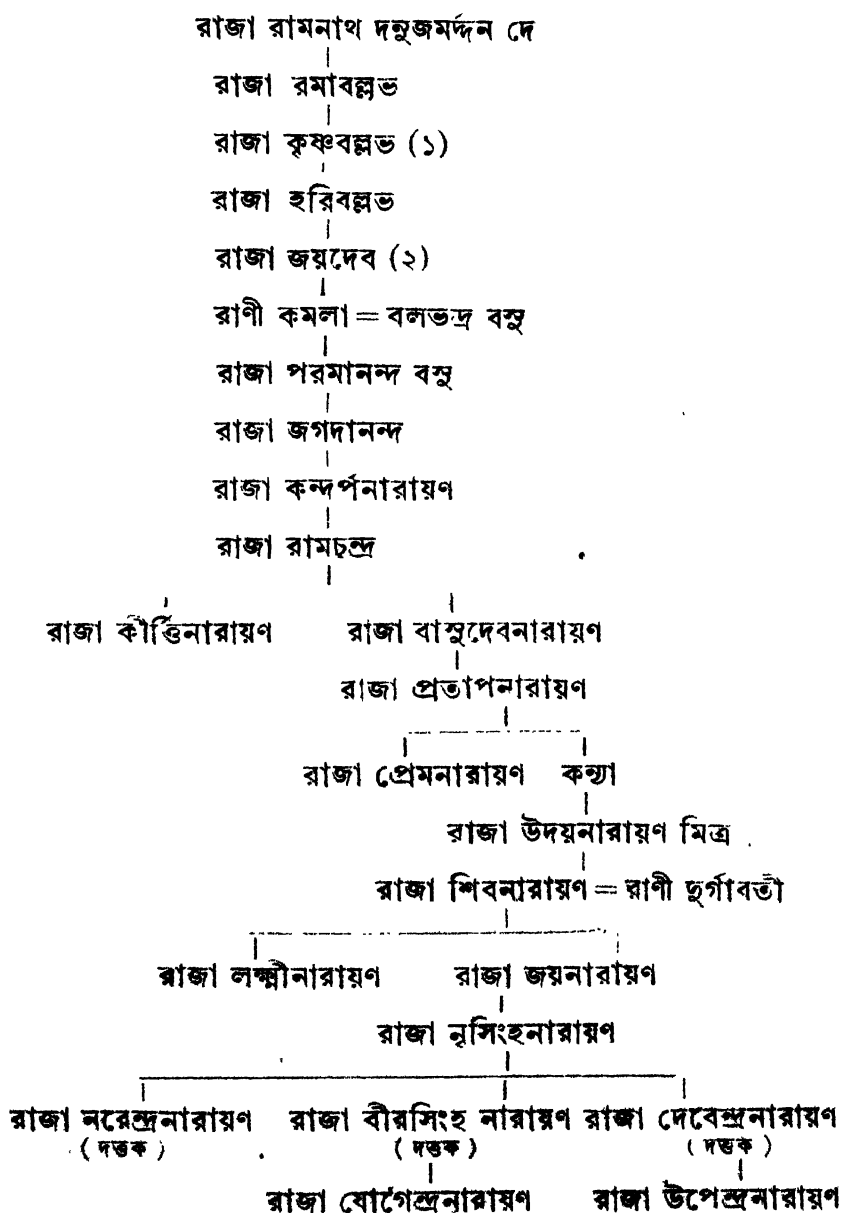 রাজা রামনাথ দনুজমর্দ্দন দে
রাজা রমাবল্লভ
রাজা কৃষ্ণবল্লভ (১)
রাজা হরিবল্লভ
রাজা জয়দেব (২)
রাণী কমলা = বলভদ্র বসু
রাজা পরমানন্দ বসু
রাজা জগদানন্দ
রাজা কন্দর্পনারায়ণ
রাজা রামচন্দ্র
রাজা কীর্ত্তিনারায়ণ রাজা বাসুদেবনারায়ণ
রাজা প্রতাপনারায়ণ
রাজা প্রেমনারায়ণ কন্যা
রাজা উদয়নারায়ণ মিত্র
রাজা শিবনারায়ণ = রাণী দুর্গাবতী
রাজা লক্ষ্মীনারায়ণ রাজা জয়নারায়ণ
রাজা নৃসিংহনারায়ণ
রাজা নরেন্দ্রনারায়ণ রাজা বীরসিংহ নারায়ণ রাজা দেবেন্দ্রনারায়ণ
(দত্তক) (দত্তক) (দত্তক)
রাজা যোগেন্দ্রনারায়ণ রাজা উপেন্দ্রনারায়ণ